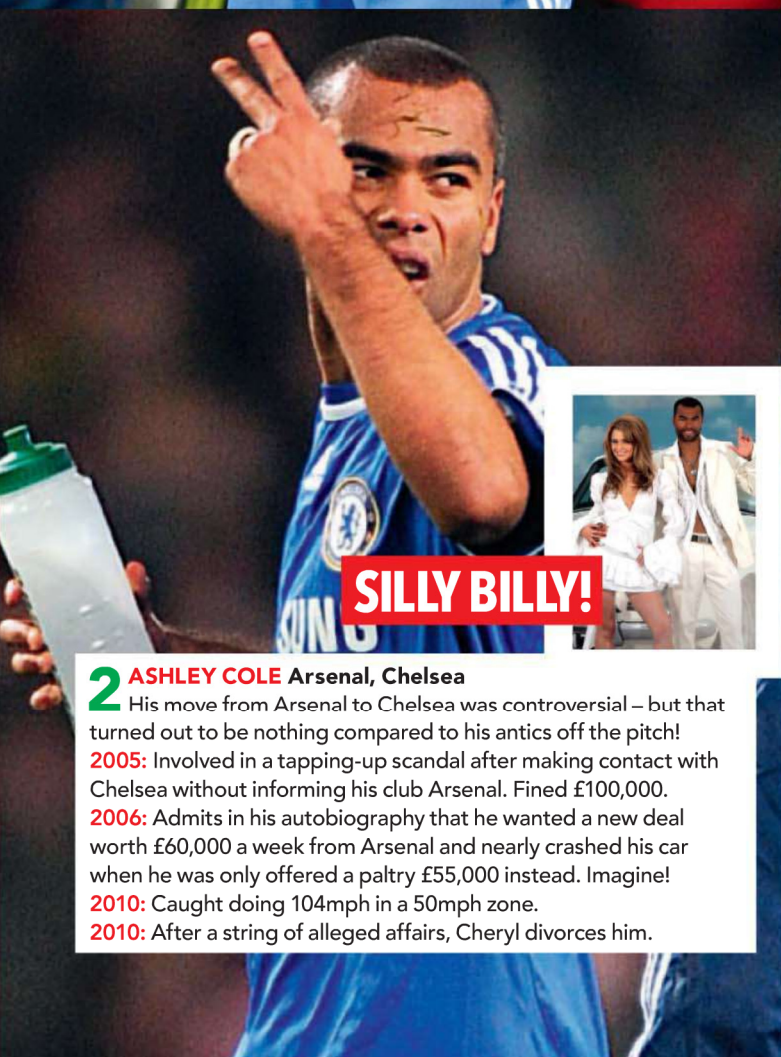 SUNG
SILLY BILLY!
2 ASHLEY COLE Arsenal, Chelsea
His move from Arsenal to Chelsea was controversial – but that
turned out to be nothing compared to his antics off the pitch!
2005: Involved in a tapping-up scandal after making contact with
Chelsea without informing his club Arsenal. Fined £100,000.
2006: Admits in his autobiography that he wanted a new deal
worth £60,000 a week from Arsenal and nearly crashed his car
when he was only offered a paltry £55,000 instead. Imagine!
2010: Caught doing 104mph in a 50mph zone.
2010: After a string of alleged affairs, Cheryl divorces him.